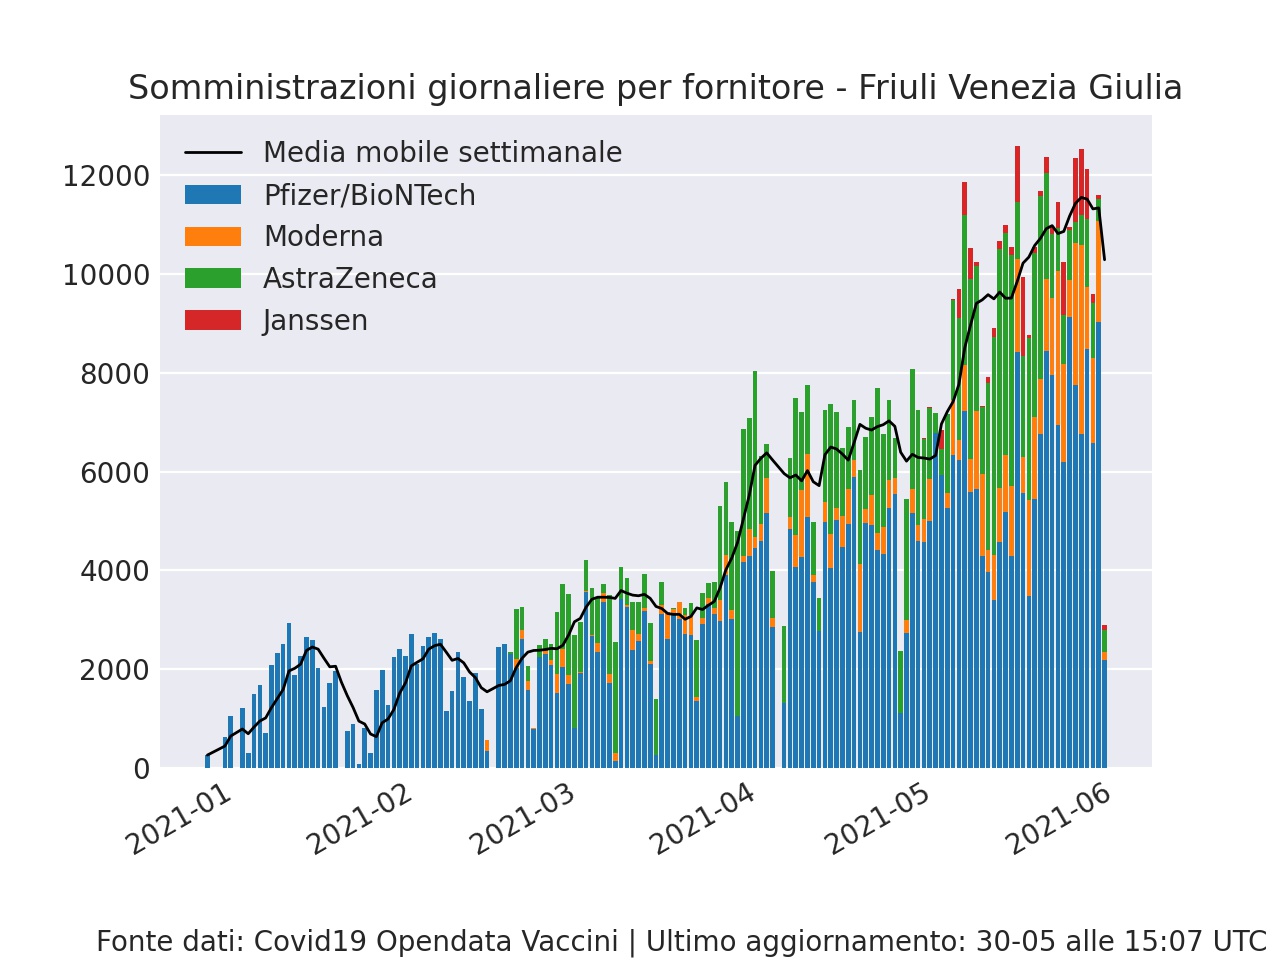 Somministrazioni giornaliere per fornitore - Friuli Venezia Giulia
Media mobile settimanale
Pfizer/BioNTech
Moderna
AstraZeneca
Janssen
12000
10000
8000
6000
4000
2000
0
2021-01
2021-02
2021-03
2021-04
2021-05
2021-06
Fonte dati: Covid19 Opendata Vaccini | Ultimo aggiornamento: 30-05 alle 15:07 UTC